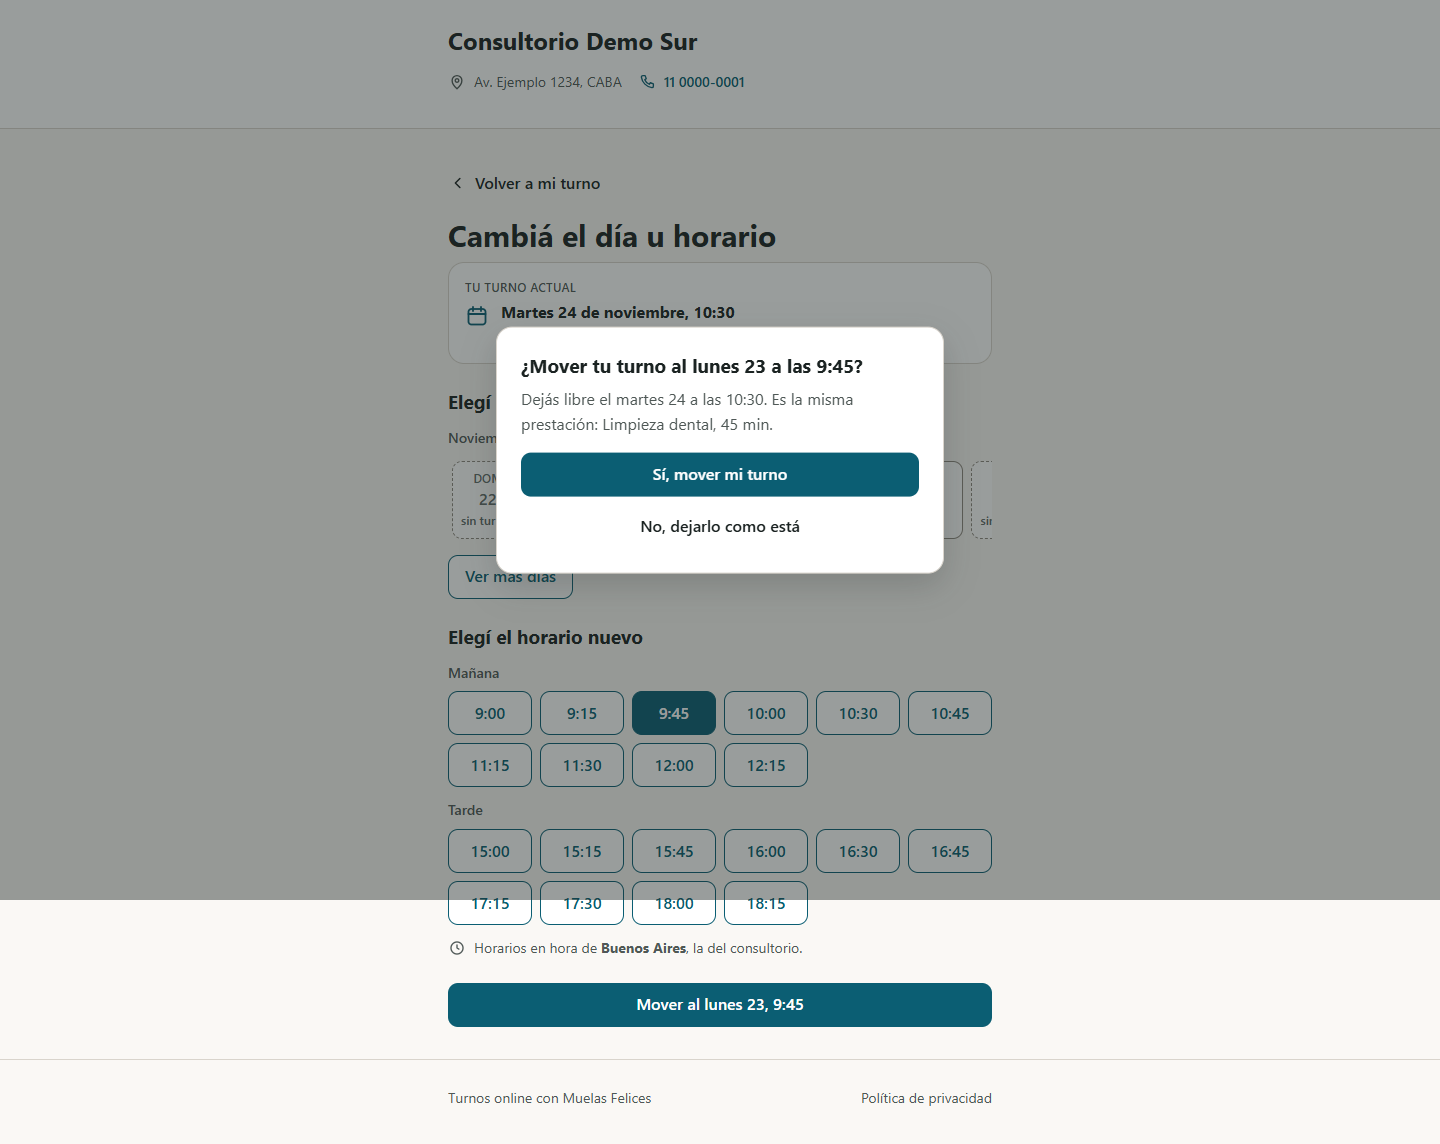 Consultorio Demo Sur
Av. Ejemplo 1234, CABA
11 0000-0001
Volver a mi turno
Cambiá el día u horario
TU TURNO ACTUAL
Martes 24 de noviembre, 10:30
¿Mover tu turno al lunes 23 a las 9:45?
Dejás libre el martes 24 a las 10:30. Es la misma
prestación: Limpieza dental, 45 min.
Sí, mover mi turno
No, dejarlo como está
Elegí
22
Ver más días
Elegí el horario nuevo
Mañana
9:00 9:15 9:45 10:00 10:30 10:45
11:15 11:30 12:00 12:15
Tarde
15:00 15:15 15:45 16:00 16:30 16:45
17:15 17:30 18:00 18:15
Horarios en hora de Buenos Aires, la del consultorio.
Mover al lunes 23, 9:45
Turnos online con Muelas Felices
Política de privacidad